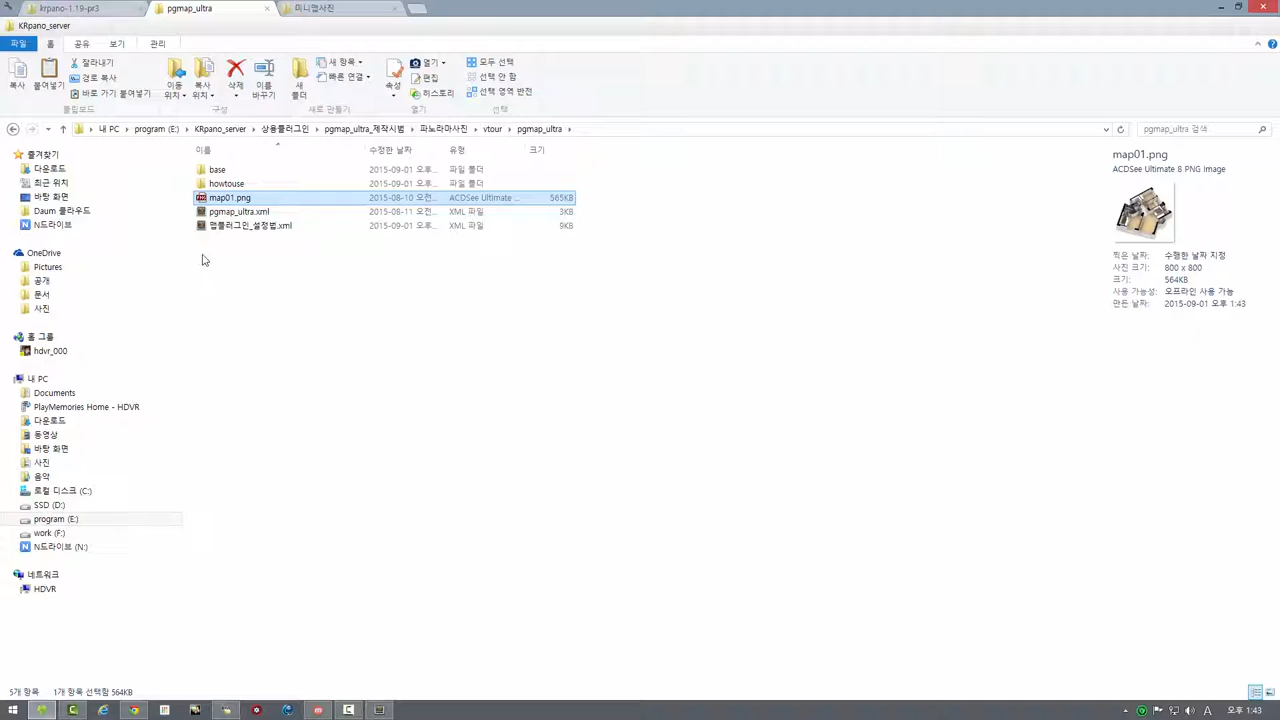 krpano-1.19-pr3
pgmap_ultra
미니맵사진
KRpano_server
파일 홈 공유 보기 관리
복사
붙여넣기
잘라내기
경로 복사
바로 가기 붙여넣기
클립보드
이동 위치
복사 위치
삭제
이름 바꾸기
구성
새 폴더
새 항목
빠른 연결
새로 만들기
속성
열기
편집
히스토리
열기
모두 선택
선택 안 함
선택 영역 반전
선택
내 PC program (E:) KRpano_server 상용플러그인 pgmap_ultra_제작시범 파노라마사진 vtour pgmap_ultra
pgmap_ultra 검색
이름 수정한 날짜 유형 크기
base 2015-09-01 오후... 파일 폴더
howtouse 2015-09-01 오후... 파일 폴더
map01.png 2015-08-10 오전... ACDSee Ultimate ... 565KB
pgmap_ultra.xml 2015-08-11 오전... XML 파일 3KB
맵플러그인_설정법.xml 2015-09-01 오후... XML 파일 9KB
즐겨찾기
다운로드
최근 위치
바탕 화면
Daum 클라우드
N드라이브
OneDrive
Pictures
공개
문서
사진
홈 그룹
hdvr_000
내 PC
Documents
PlayMemories Home - HDVR
다운로드
동영상
바탕 화면
사진
음악
로컬 디스크 (C:)
SSD (D:)
program (E:)
work (F:)
N드라이브 (N:)
네트워크
HDVR
map01.png
ACDSee Ultimate 8 PNG Image
찍은 날짜: 수행한 날짜 지정
사진 크기: 800 x 800
크기: 564KB
사용 가능성: 오프라인 사용 가능
만든 날짜: 2015-09-01 오후 1:43
5개 항목 1개 항목 선택함 564KB
A 오후 1:43